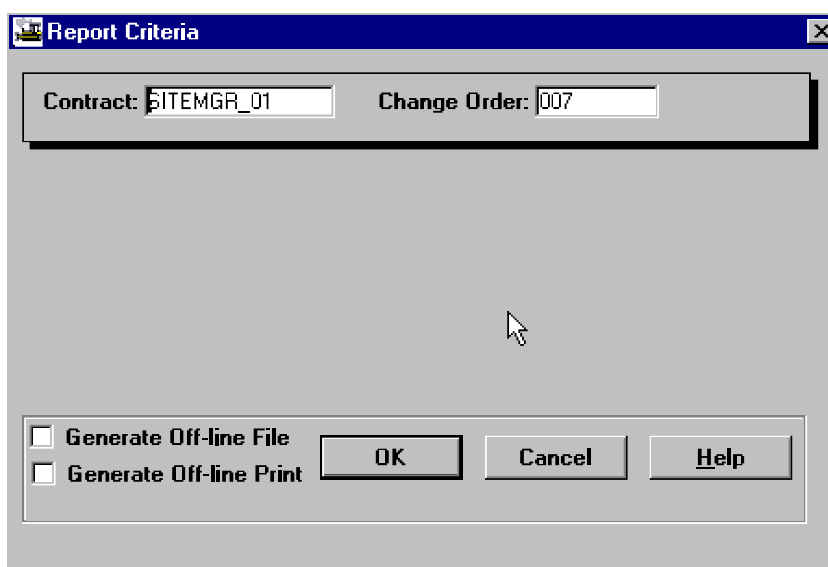 Report Criteria
Contract: SITEMGR_01 Change Order: 007
Generate Off-line File
Generate Off-line Print
OK Cancel Help